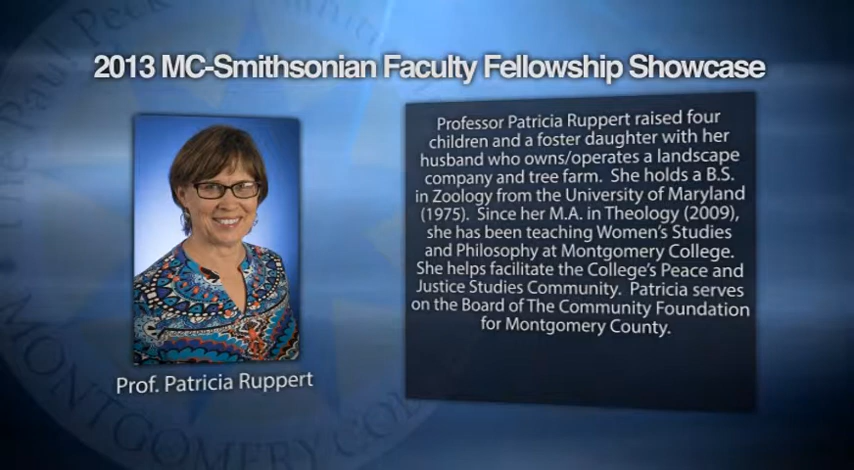 2013 MC-Smithsonian Faculty Fellowship Showcase
Professor Patricia Ruppert raised four
children and a foster daughter with her
husband who owns/operates a landscape
company and tree farm. She holds a B.S.
in Zoology from the University of Maryland
(1975). Since her M.A. in Theology (2009),
she has been teaching Women's Studies
and Philosophy at Montgomery College.
She helps facilitate the College's Peace and
Justice Studies Community. Patricia serves
on the Board of The Community Foundation
for Montgomery County.
Prof. Patricia Ruppert
The Paul Peck
MONTGOMERY